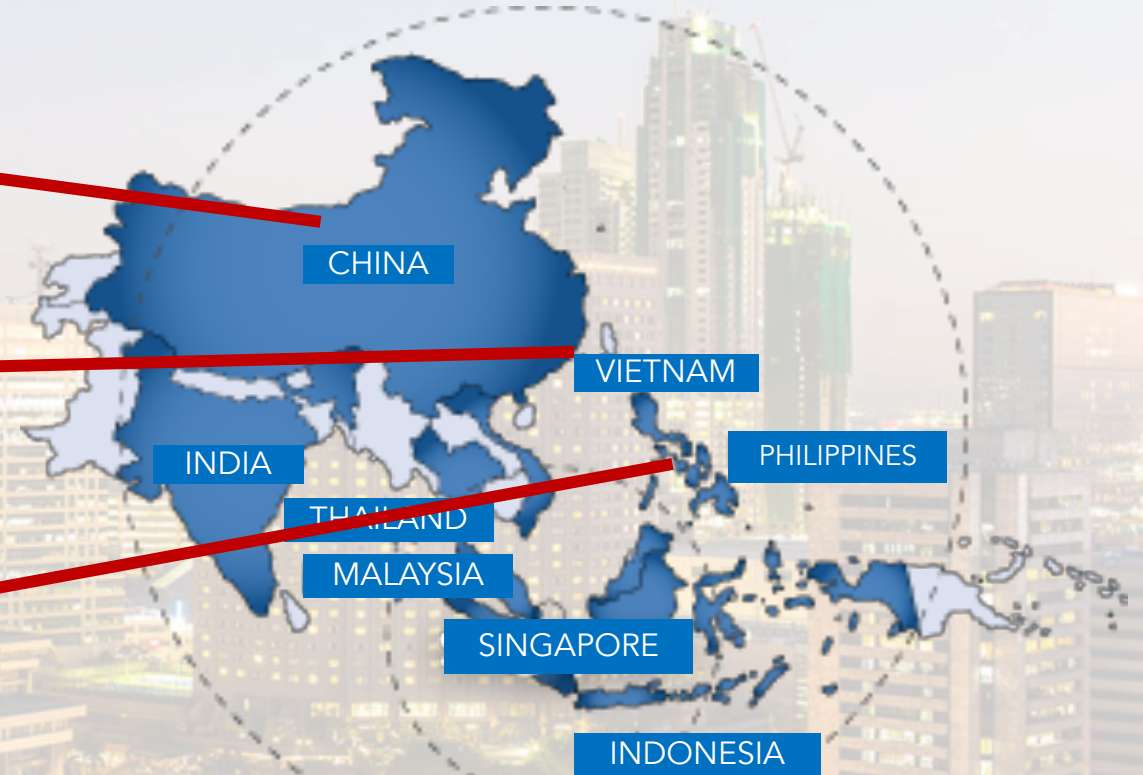 CHINA
VIETNAM
PHILIPPINES
INDIA
THAILAND
MALAYSIA
SINGAPORE
INDONESIA